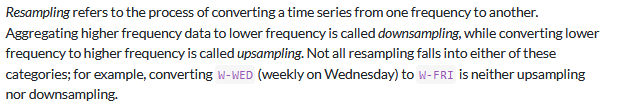 Resampling refers to the process of converting a time series from one frequency to another.
Aggregating higher frequency data to lower frequency is called downsampling, while converting lower
frequency to higher frequency is called upsampling. Not all resampling falls into either of these
categories; for example, converting W-WED (weekly on Wednesday) to W-FRI is neither upsampling
nor downsampling.